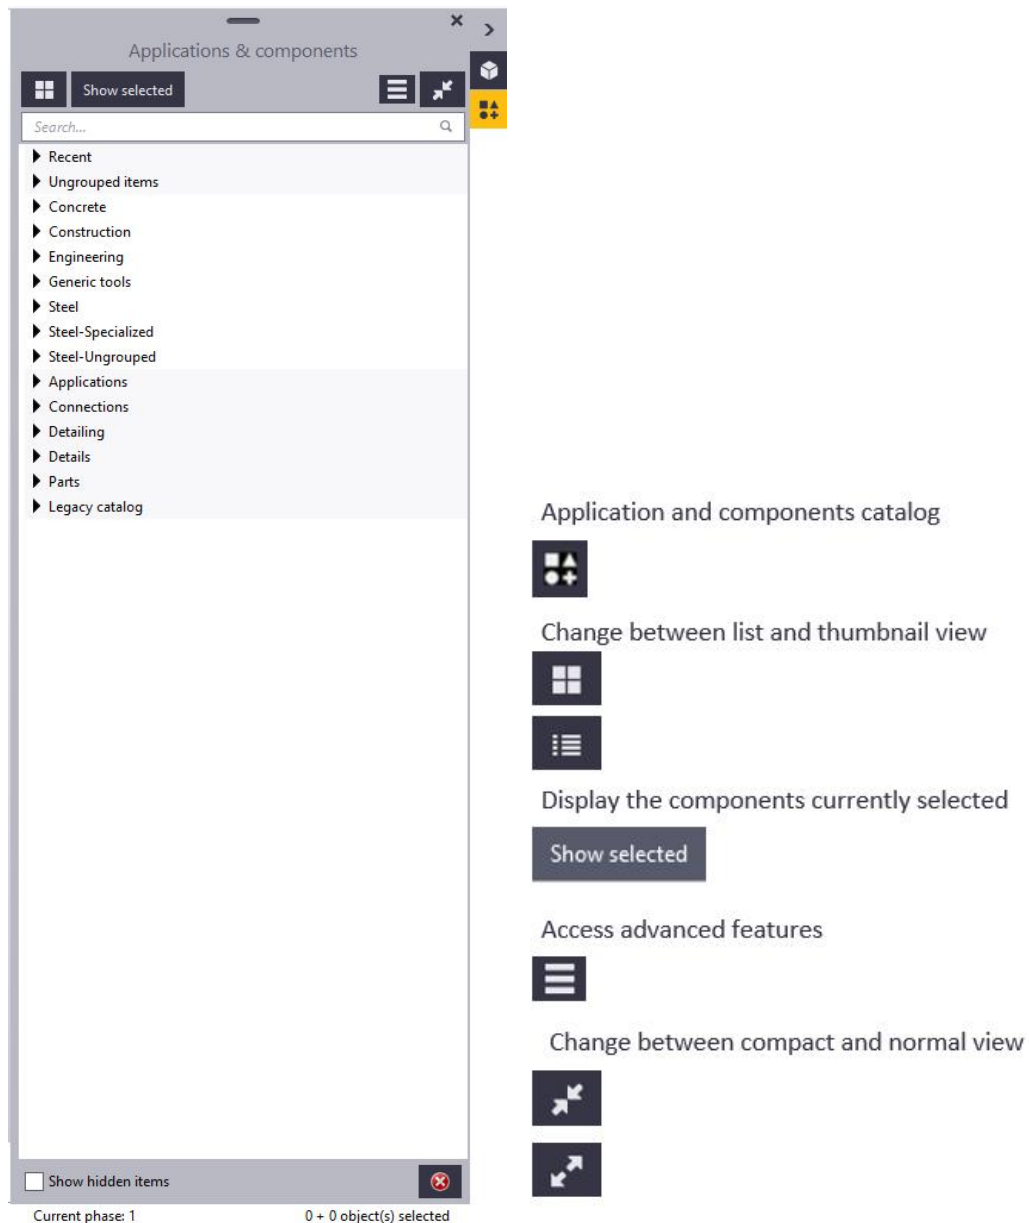 Applications & components
Show selected
Search...
Recent
Ungrouped items
Concrete
Construction
Engineering
Generic tools
Steel
Steel-Specialized
Steel-Ungrouped
Applications
Connections
Detailing
Details
Parts
Legacy catalog
Show hidden items
Current phase: 1
0 + 0 object(s) selected
Application and components catalog
Change between list and thumbnail view
Display the components currently selected
Show selected
Access advanced features
Change between compact and normal view